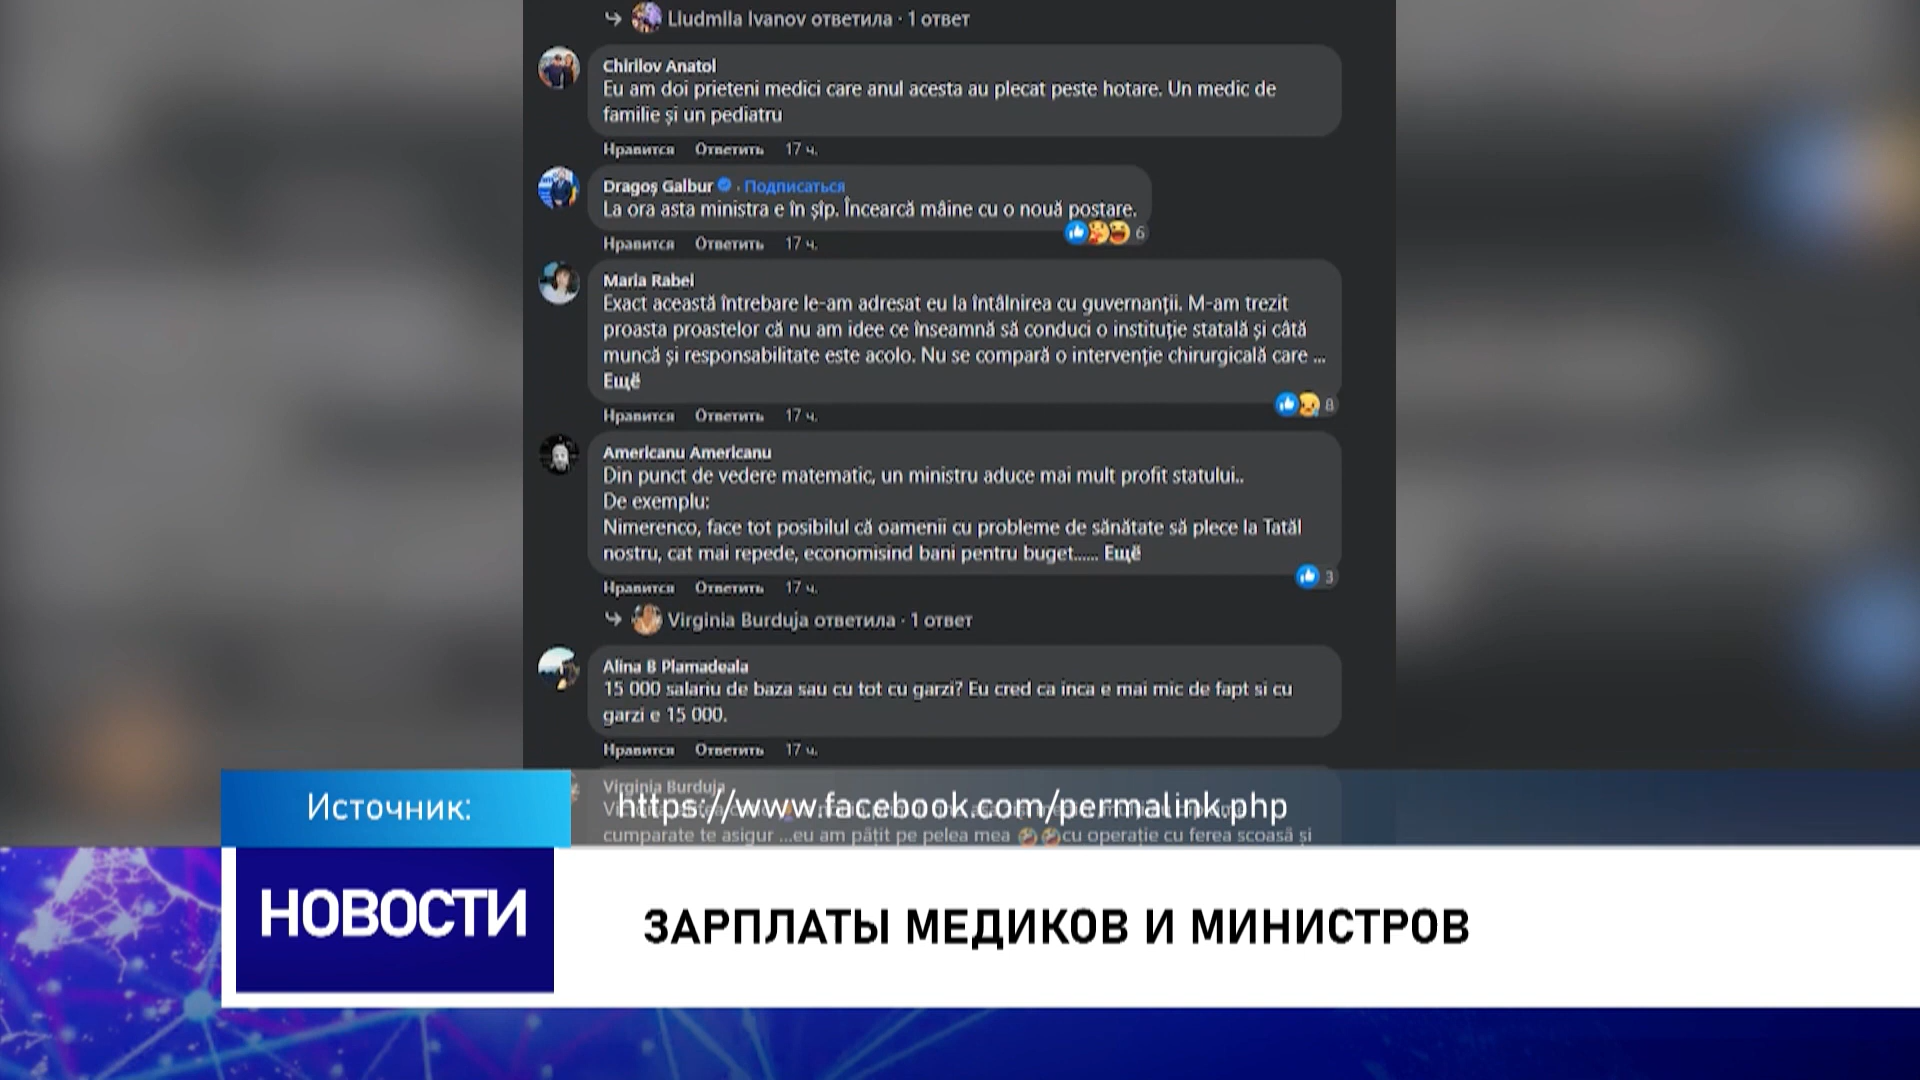 Liudmila Ivanov ответила · 1 ответ
Chirilov Anatol
Eu am doi prieteni medici care anul acesta au plecat peste hotare. Un medic de
familie și un pediatru
Нравится Ответить 17 ч.
Dragoș Galbur · Подписаться
La ora asta ministra e în șîp. Încearcă mâine cu o nouă postare.
6
Нравится Ответить 17 ч.
Maria Rabei
Exact această întrebare le-am adresat eu la întâlnirea cu guvernanții. M-am trezit
proasta proastelor că nu am idee ce înseamnă să conduci o instituție statală și câtă
muncă și responsabilitate este acolo. Nu se compară o intervenție chirurgicală care ...
Ещё
8
Нравится Ответить 17 ч.
Americanu Americanu
Din punct de vedere matematic, un ministru aduce mai mult profit statului..
De exemplu:
Nimerenco, face tot posibilul că oamenii cu probleme de sănătate să plece la Tatăl
nostru, cat mai repede, economisind bani pentru buget...... Ещё
3
Нравится Ответить 17 ч.
Virginia Burduja ответила · 1 ответ
Alina B Plamadeala
15 000 salariu de baza sau cu tot cu garzi? Eu cred ca inca e mai mic de fapt si cu
garzi e 15 000.
Нравится Ответить 17 ч.
Virginia Burduja
cumparate te asigur ...eu am pățit pe pelea mea 🤣🤣cu operație cu ferea scoasă și
Источник: https://www.facebook.com/permalink.php
НОВОСТИ
ЗАРПЛАТЫ МЕДИКОВ И МИНИСТРОВ